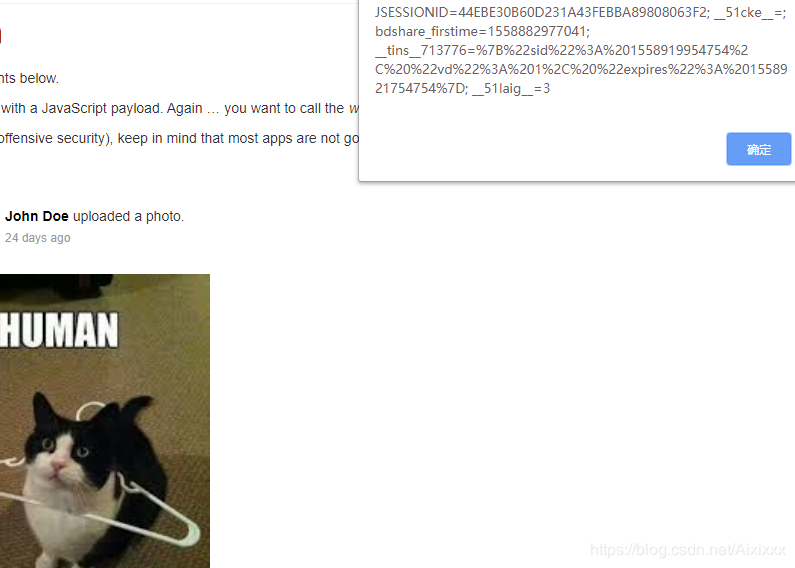 JSESSIONID=44EBE30B60D231A43FEBBA89808063F2; __51cke__=;
bdshare_firstime=1558882977041;
__tins__713776=%7B%22sid%22%3A%201558919954754%2
C%20%22vd%22%3A%201%2C%20%22expires%22%3A%2015589
21754754%7D; __51laig__=3
确定
nts below.
with a JavaScript payload. Again … you want to call the w
offensive security), keep in mind that most apps are not go
John Doe uploaded a photo.
24 days ago
HUMAN
https://blog.csdn.net/Aixixxx